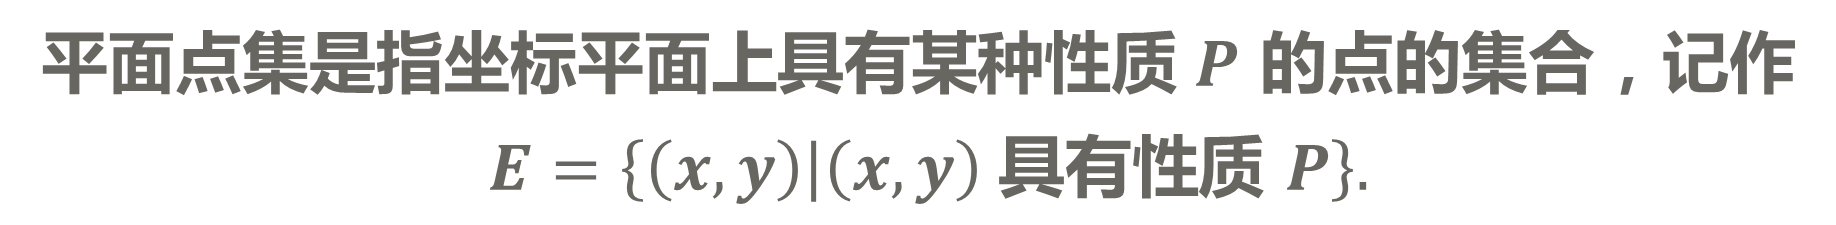 平面点集是指坐标平面上具有某种性质 P 的点的集合，记作
E = {(x, y)|(x, y) 具有性质 P}.